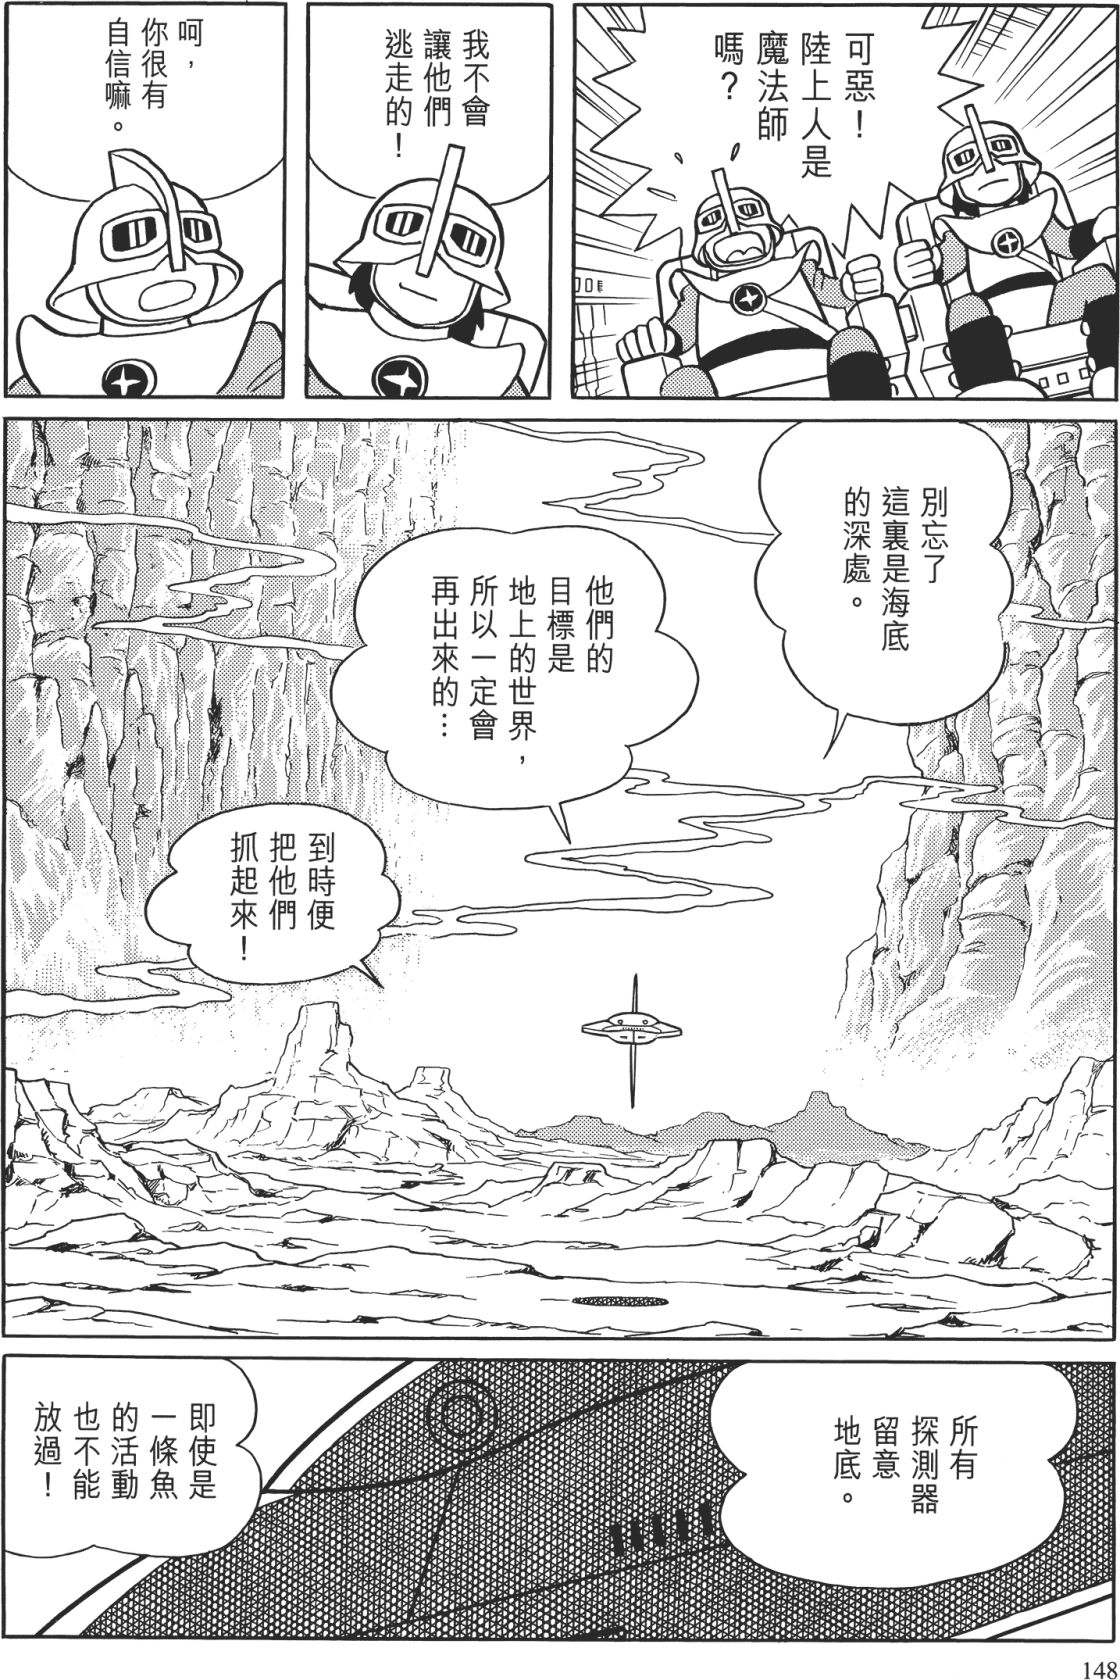 可惡！
陸上人是
魔法師
嗎？
我不會
讓他們
逃走的！
呵，
你很有
自信嘛。
別忘了
這裏是海底
的深處。
他們的
目標是
地上的世界，
所以一定會
再出來的…
到時便
把他們
抓起來！
所有
探測器
留意
地底。
即使是
一條魚
的活動
也不能
放過！
148